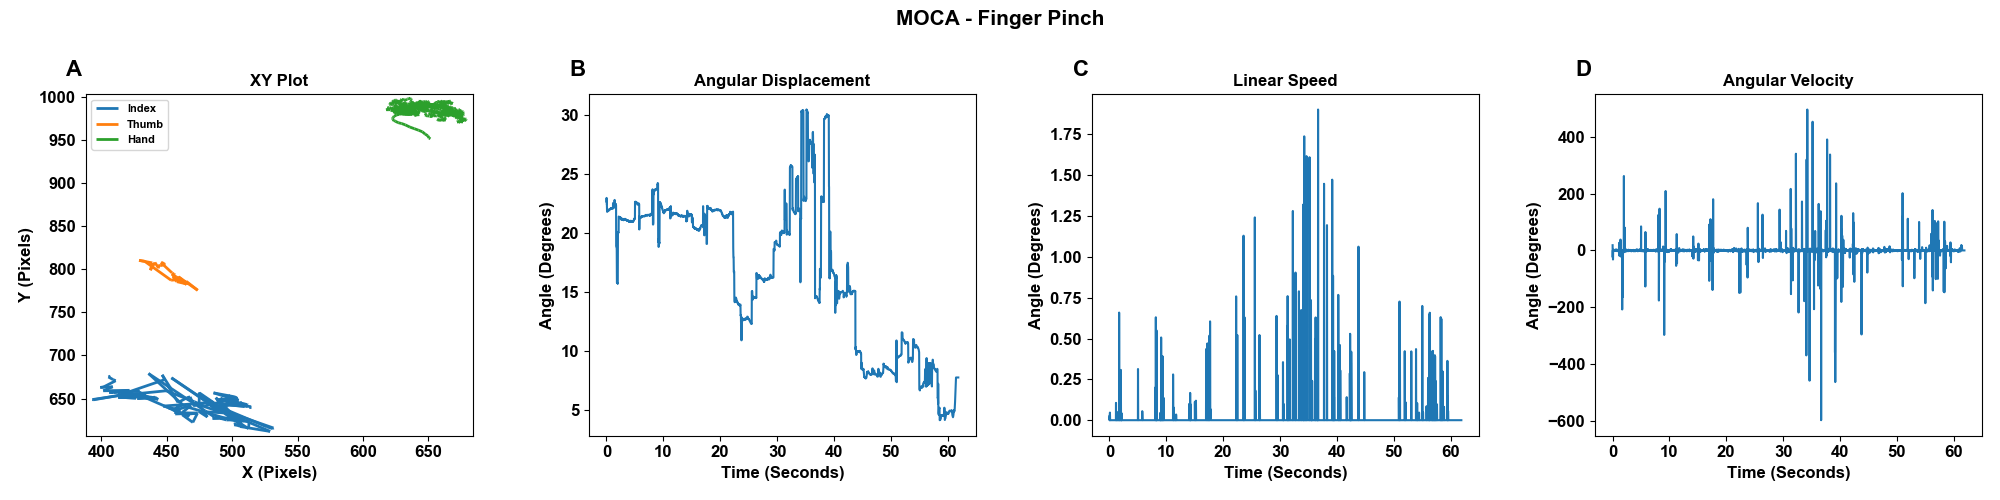 MOCA - Finger Pinch
A
XY Plot
Index
Thumb
Hand
1000
950
900
850
800
750
700
650
400
450
500
550
600
650
Y (Pixels)
X (Pixels)
B
Angular Displacement
30
25
20
15
10
5
0
10
20
30
40
50
60
Angle (Degrees)
Time (Seconds)
C
Linear Speed
1.75
1.50
1.25
1.00
0.75
0.50
0.25
0.00
0
10
20
30
40
50
60
Angle (Degrees)
Time (Seconds)
D
Angular Velocity
400
200
0
−200
−400
−600
0
10
20
30
40
50
60
Angle (Degrees)
Time (Seconds)